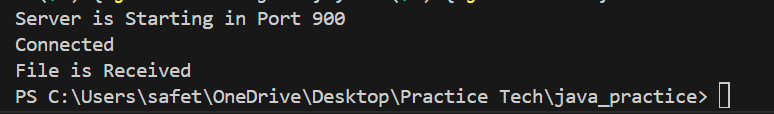 Server is Starting in Port 900
Connected
File is Received
PS C:\Users\safet\OneDrive\Desktop\Practice Tech\java_practice>